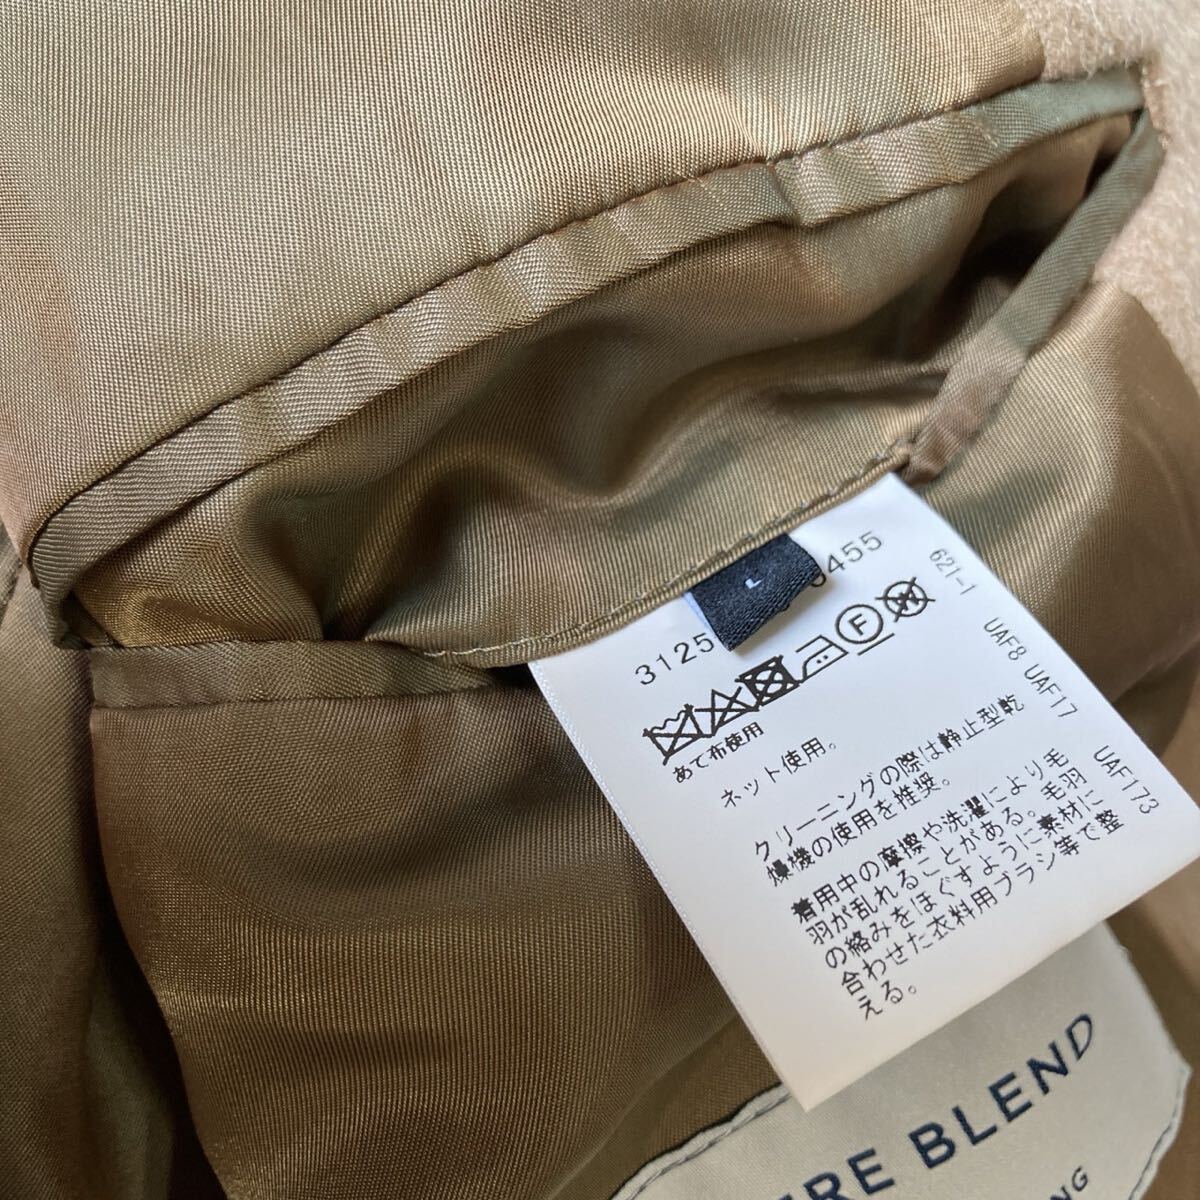 L
3125
455
621-1
F
W
あて布使用
ネット使用。
クリーニングの際は静止型乾
燥機の使用を推奨。
着用中の摩擦や洗濯により毛
羽が乱れることがある。毛羽
の絡みをほぐすように素材に
合わせた衣料用ブラシ等で整
える。
UAF8 UAF17
UAF173
ERE BLEND
NG